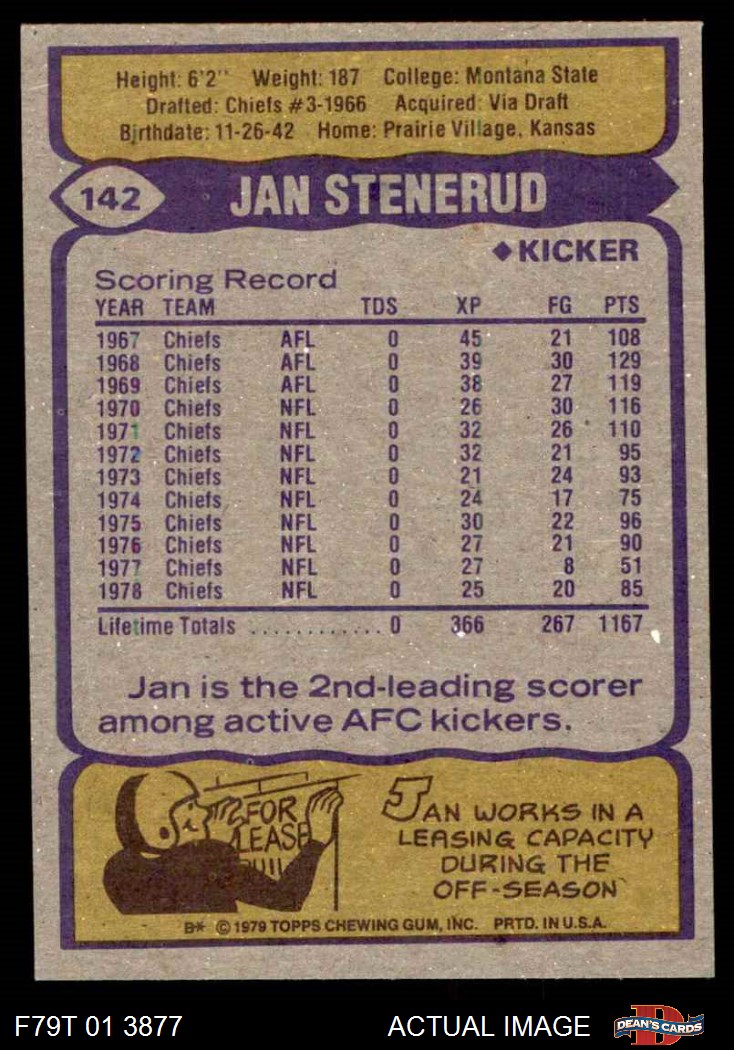 Height: 6'2" Weight: 187 College: Montana State
Drafted: Chiefs #3-1966 Acquired: Via Draft
Birthdate: 11-26-42 Home: Prairie Village, Kansas
142 JAN STENERUD
◆KICKER
Scoring Record
YEAR TEAM TDS XP FG PTS
1967 Chiefs AFL 0 45 21 108
1968 Chiefs AFL 0 39 30 129
1969 Chiefs AFL 0 38 27 119
1970 Chiefs NFL 0 26 30 116
1971 Chiefs NFL 0 32 26 110
1972 Chiefs NFL 0 32 21 95
1973 Chiefs NFL 0 21 24 93
1974 Chiefs NFL 0 24 17 75
1975 Chiefs NFL 0 30 22 96
1976 Chiefs NFL 0 27 21 90
1977 Chiefs NFL 0 27 8 51
1978 Chiefs NFL 0 25 20 85
Lifetime Totals ............ 0 366 267 1167
Jan is the 2nd-leading scorer
among active AFC kickers.
FOR
LEASE
JAN WORKS IN A
LEASING CAPACITY
DURING THE
OFF-SEASON
B* © 1979 TOPPS CHEWING GUM, INC. PRTD. IN U.S.A.
F79T 01 3877 ACTUAL IMAGE
D
DEAN'S CARDS